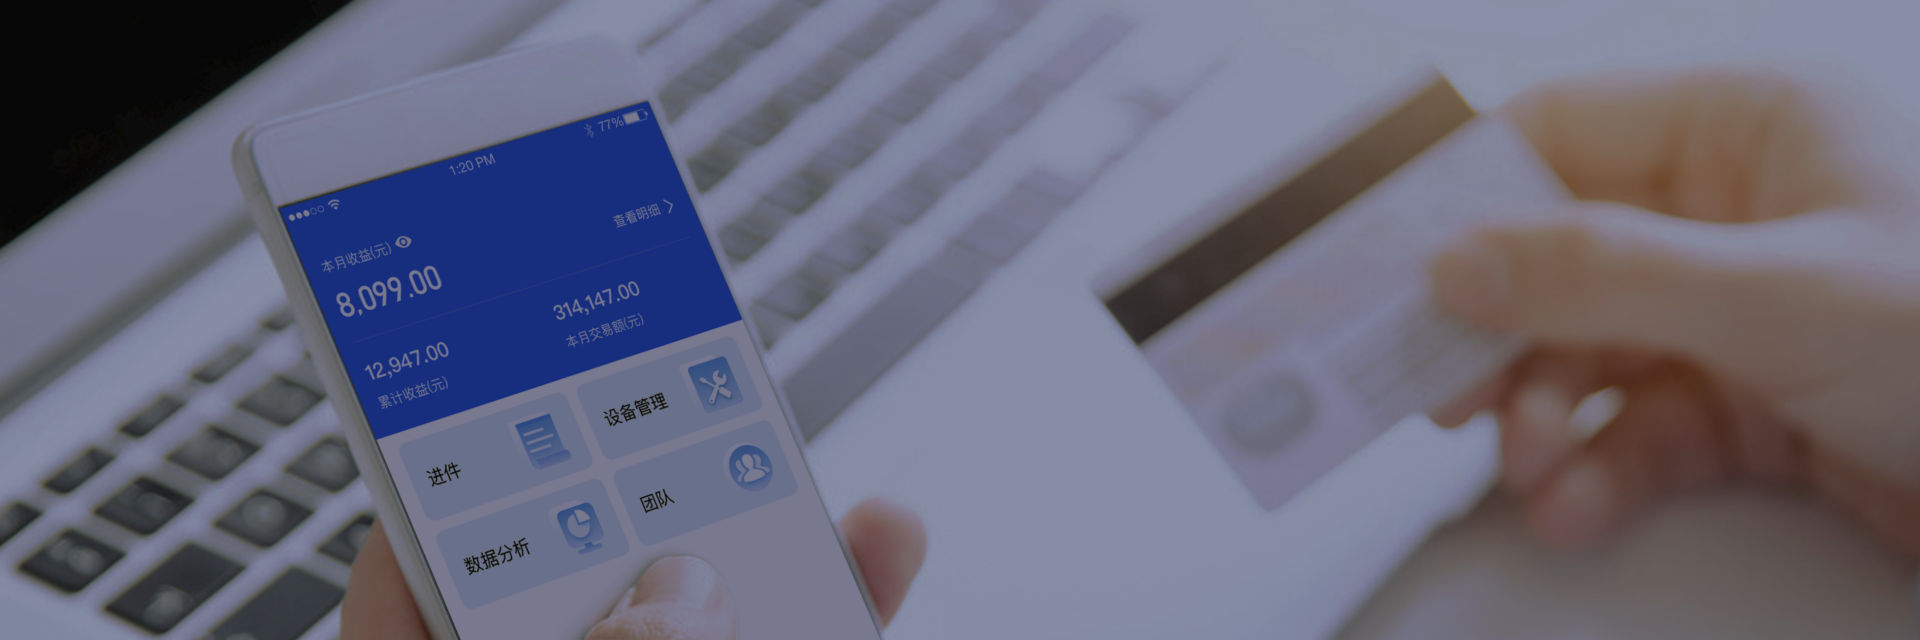 1:20 PM
77%
本月收益(元)
查看明细
8,099.00
12,947.00
累计收益(元)
314,147.00
本月交易额(元)
进件
设备管理
数据分析
团队